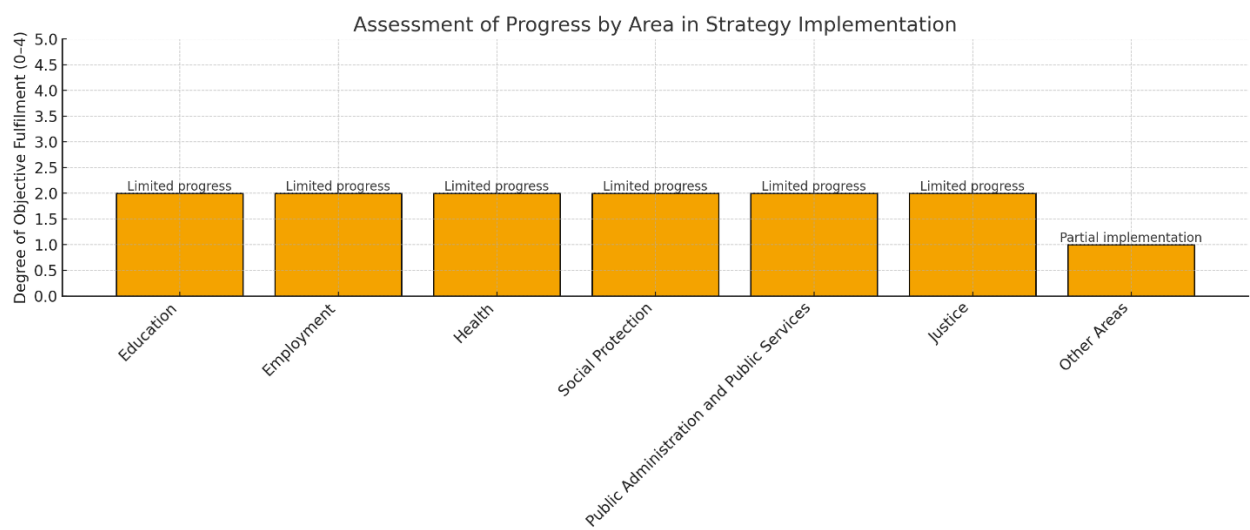 Assessment of Progress by Area in Strategy Implementation
Degree of Objective Fulfilment (0–4)
5.0
4.5
4.0
3.5
3.0
2.5
2.0
1.5
1.0
0.5
0.0
Limited progress
Limited progress
Limited progress
Limited progress
Limited progress
Limited progress
Partial implementation
Education
Employment
Health
Social Protection
Public Administration and Public Services
Justice
Other Areas